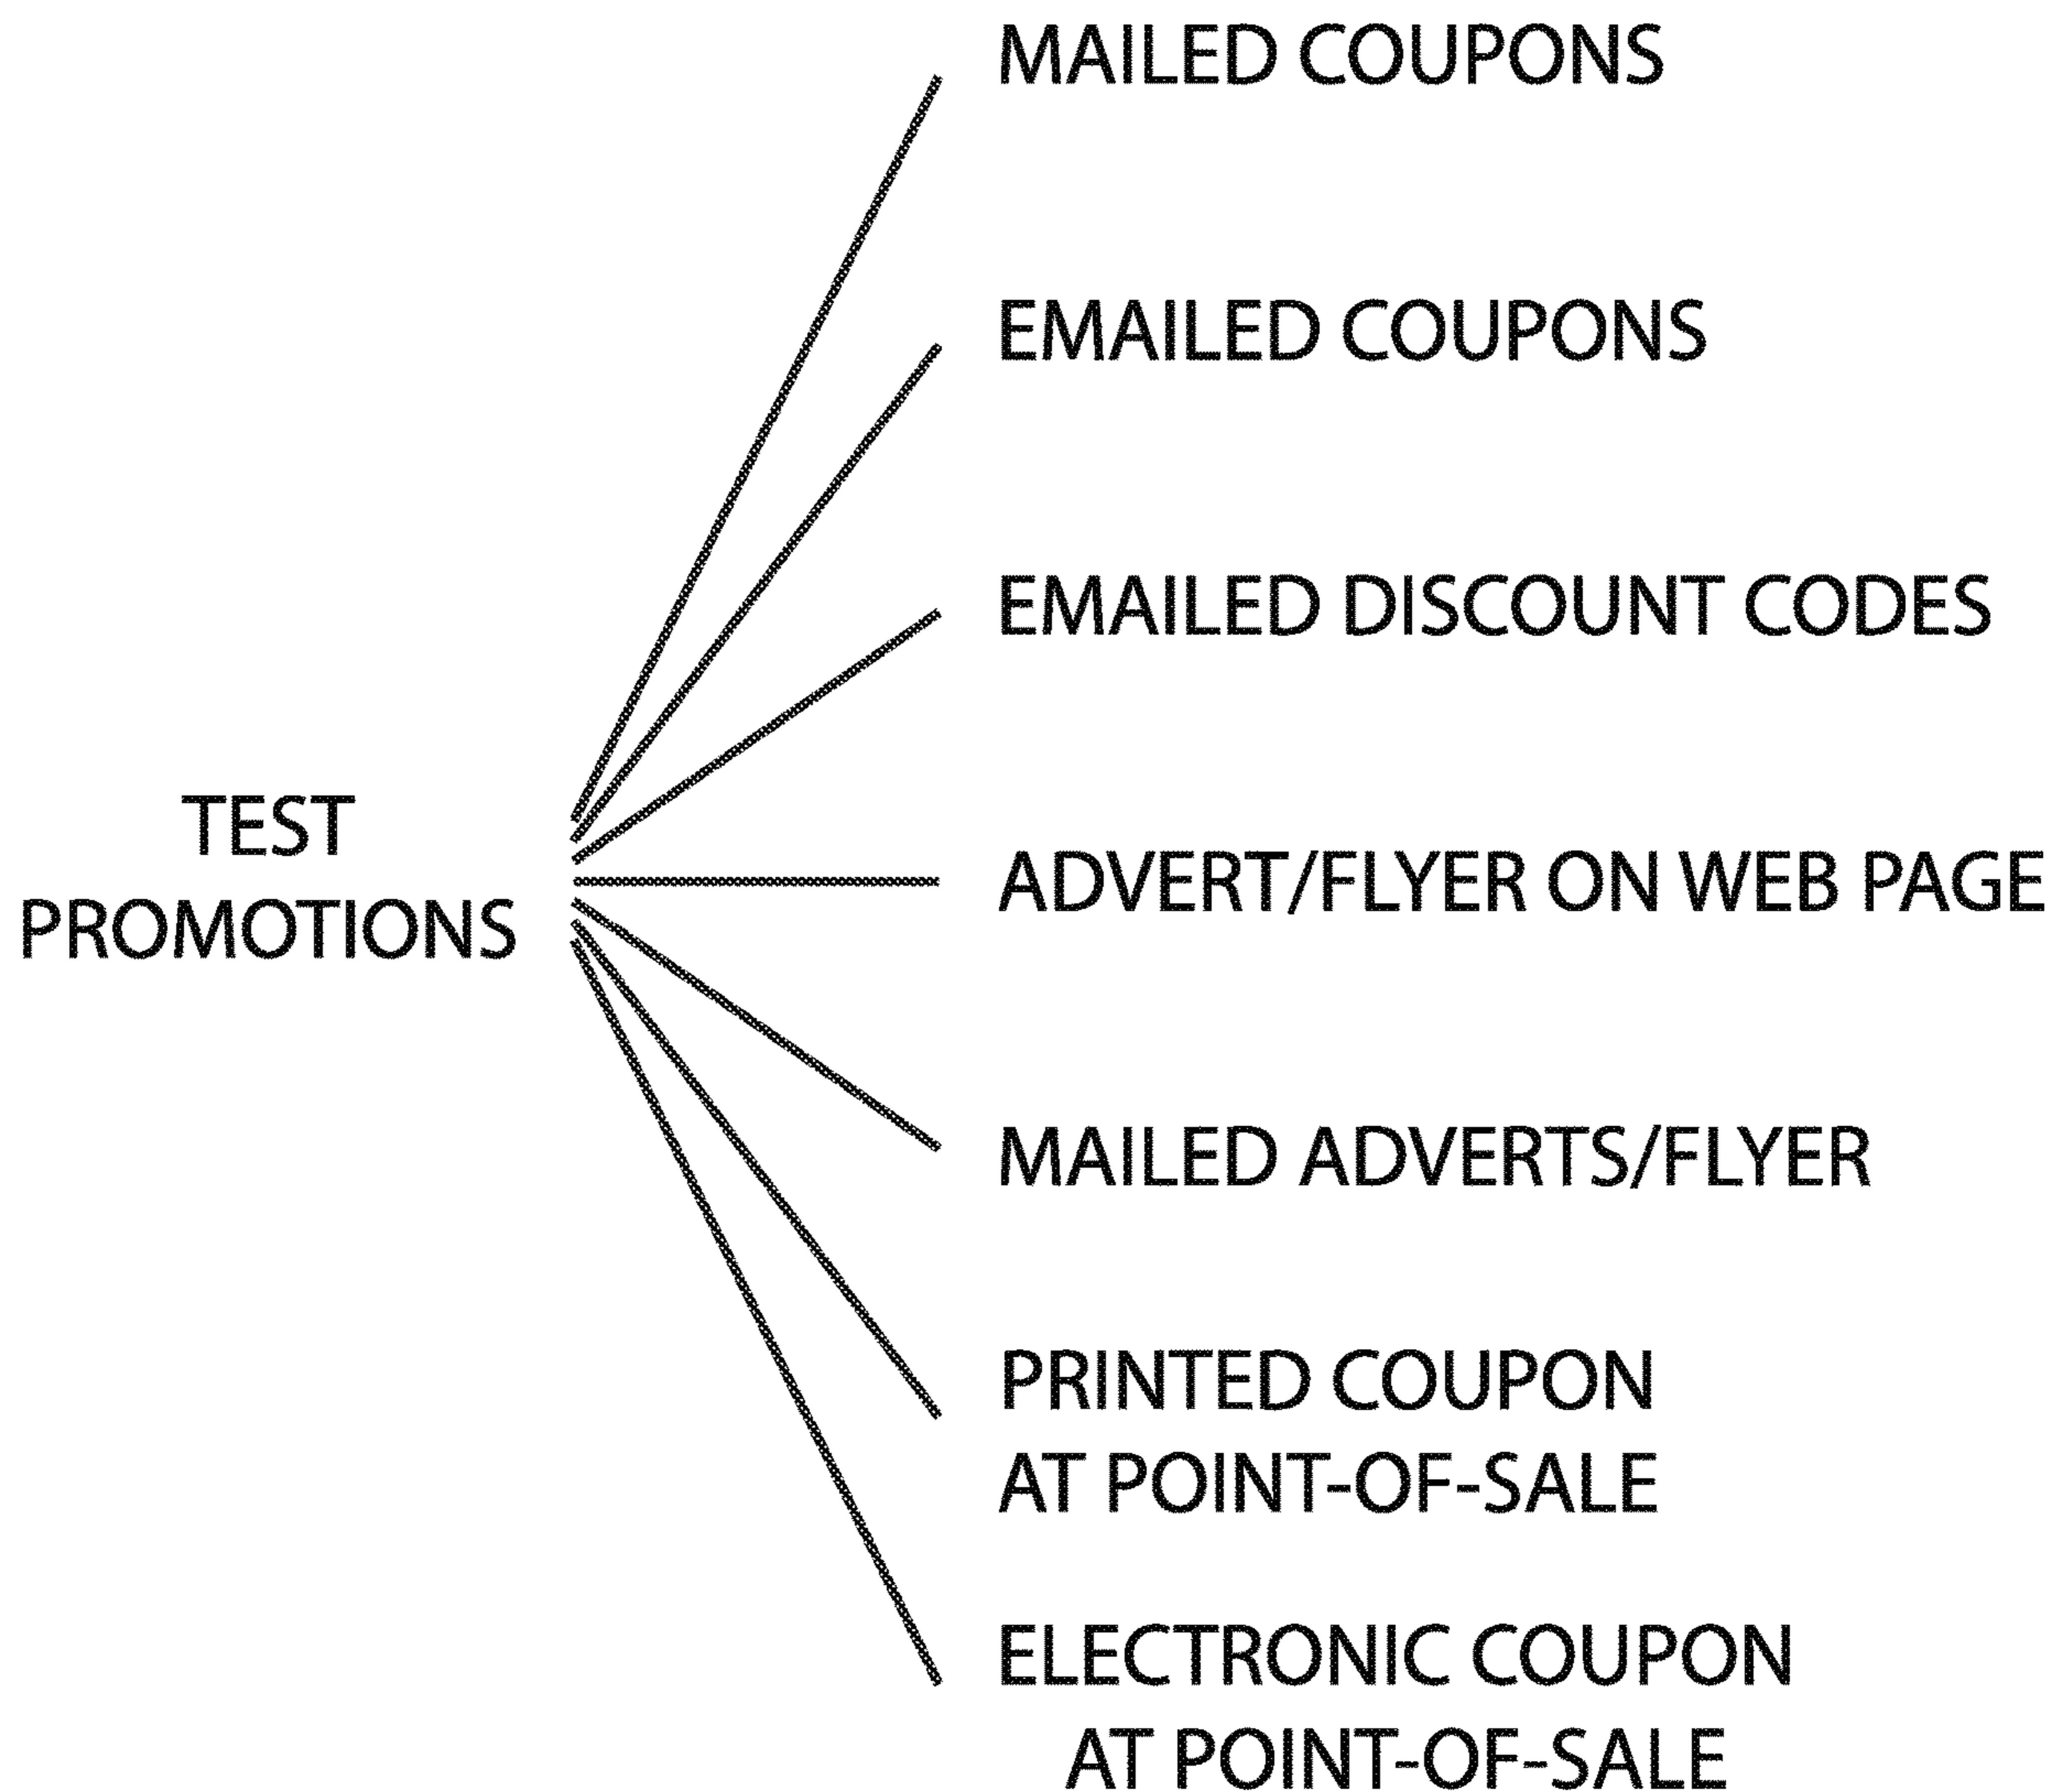 MAILED COUPONS
EMAILED COUPONS
EMAILED DISCOUNT CODES
TEST
PROMOTIONS
ADVERT/FLYER ON WEB PAGE
MAILED ADVERTS/FLYER
PRINTED COUPON
AT POINT-OF-SALE
ELECTRONIC COUPON
AT POINT-OF-SALE